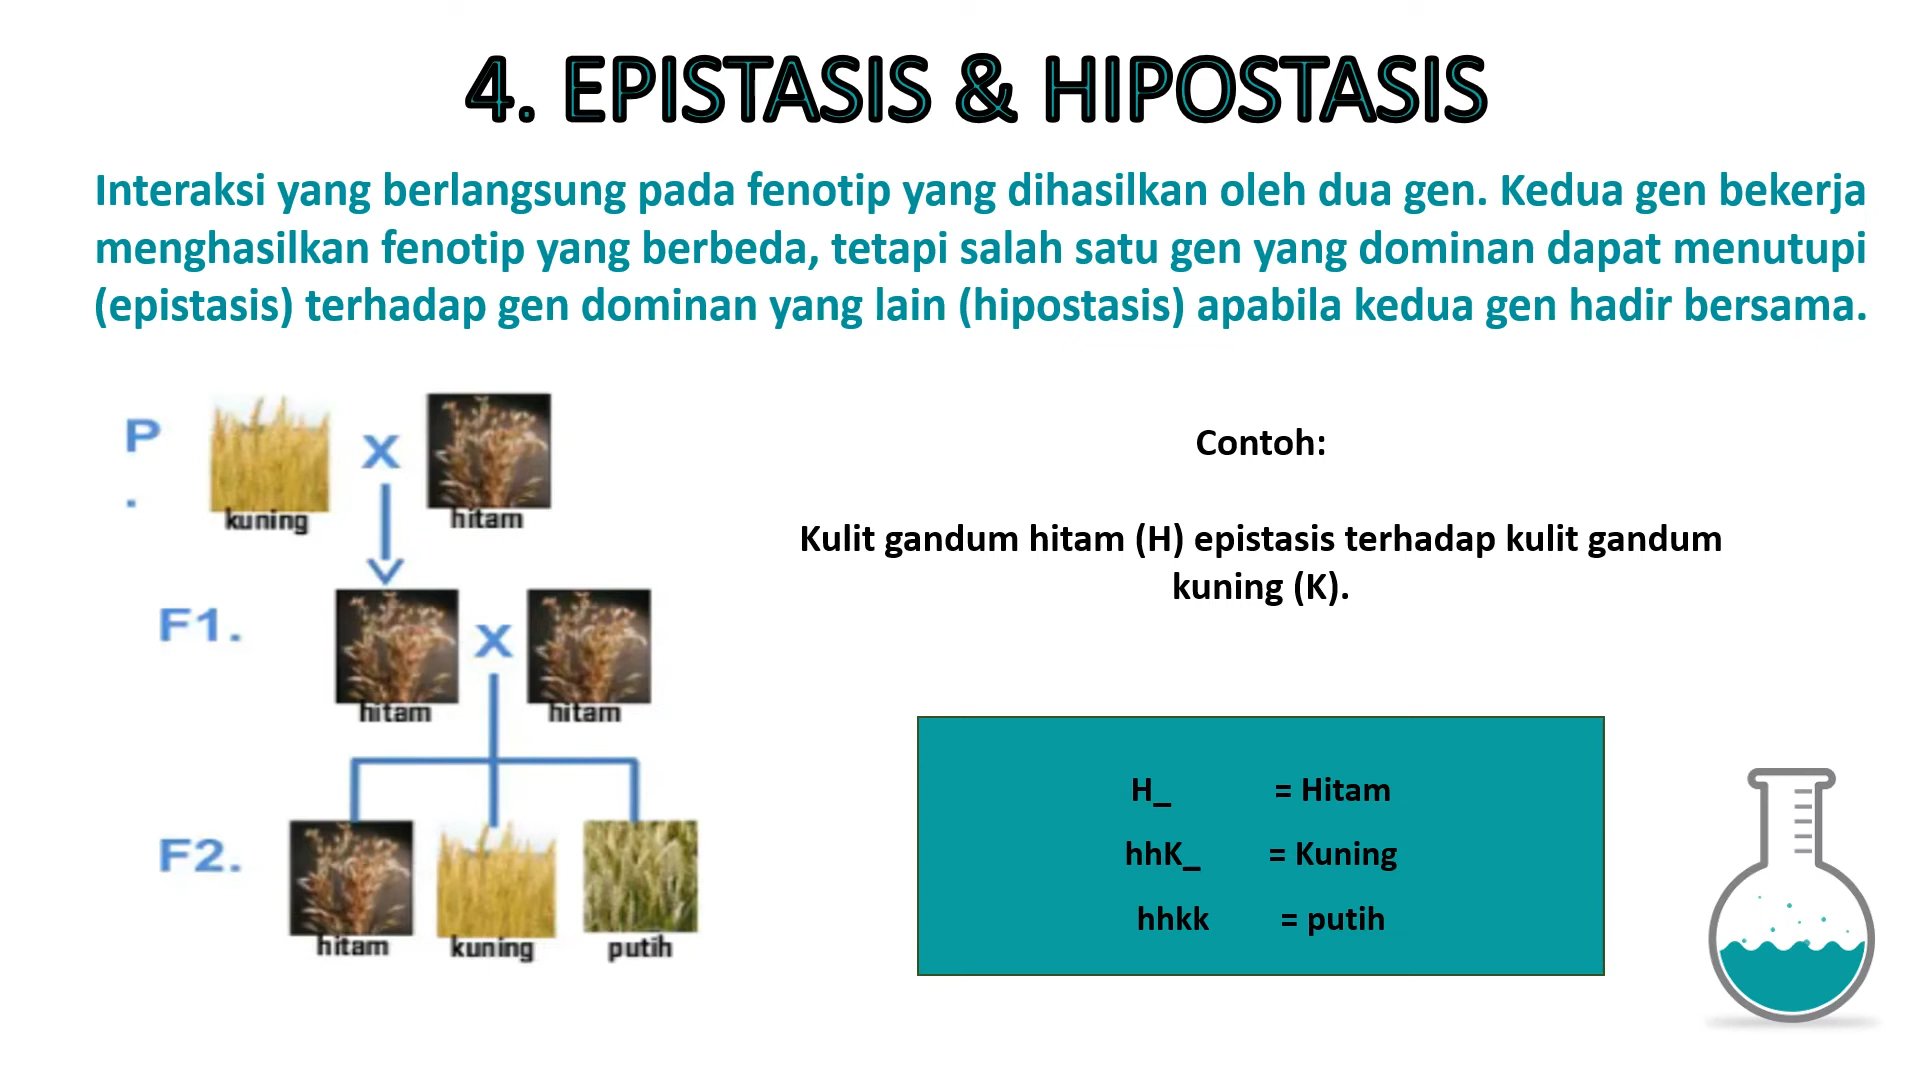 4. EPISTASIS & HIPOSTASIS
Interaksi yang berlangsung pada fenotip yang dihasilkan oleh dua gen. Kedua gen bekerja
menghasilkan fenotip yang berbeda, tetapi salah satu gen yang dominan dapat menutupi
(epistasis) terhadap gen dominan yang lain (hipostasis) apabila kedua gen hadir bersama.
P
.
X
kuning
hitam
F1.
X
hitam
hitam
F2.
hitam
kuning
putih
Contoh:
Kulit gandum hitam (H) epistasis terhadap kulit gandum
kuning (K).
H_ = Hitam
hhK_ = Kuning
hhkk = putih